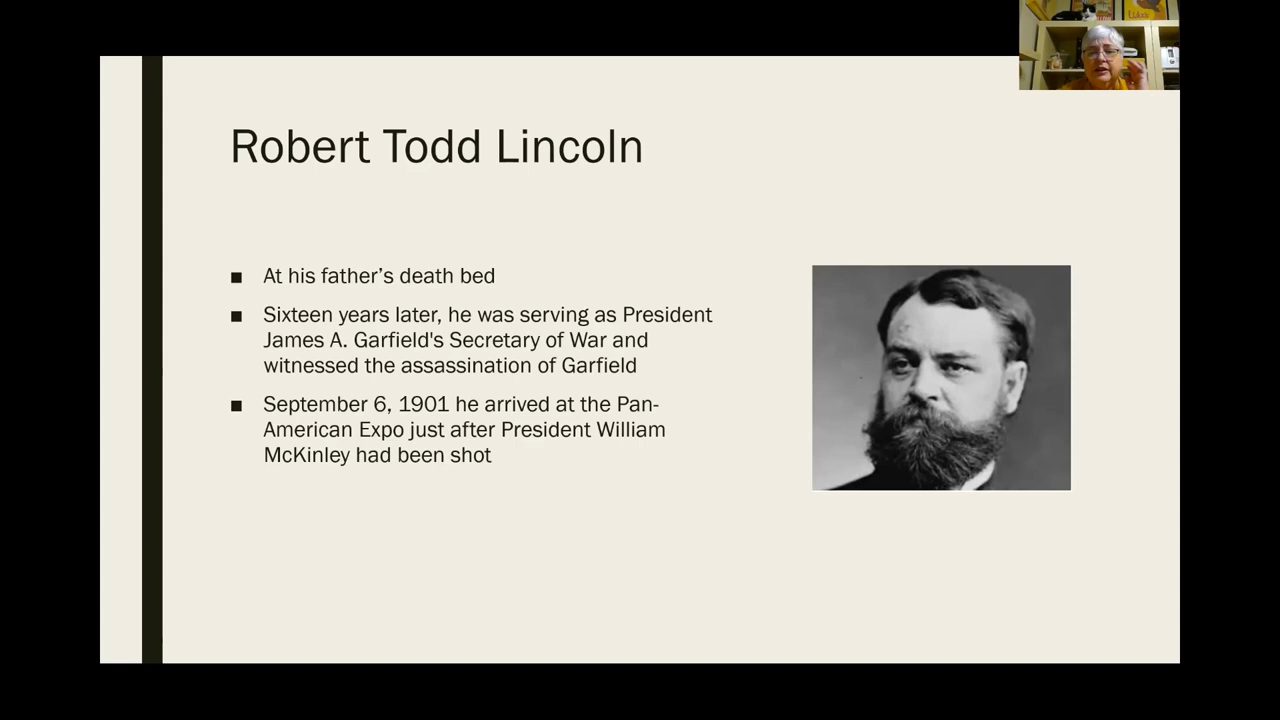 Robert Todd Lincoln
■ At his father’s death bed
■ Sixteen years later, he was serving as President
James A. Garfield's Secretary of War and
witnessed the assassination of Garfield
■ September 6, 1901 he arrived at the Pan-
American Expo just after President William
McKinley had been shot